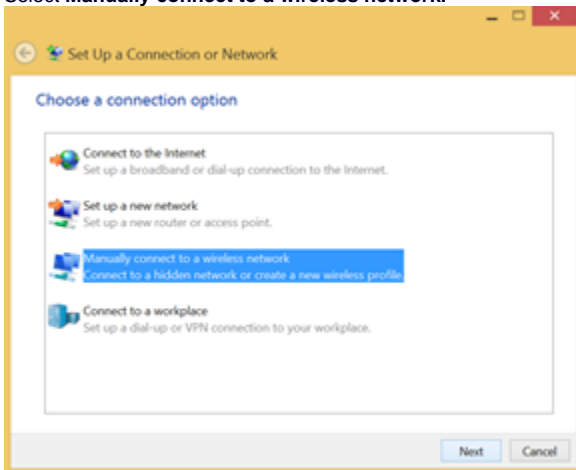 Select Manually connect to a wireless network.
Set Up a Connection or Network
Choose a connection option
Connect to the Internet
Set up a broadband or dial-up connection to the Internet.
Set up a new network
Set up a new router or access point.
Manually connect to a wireless network
Connect to a hidden network or create a new wireless profile.
Connect to a workplace
Set up a dial-up or VPN connection to your workplace.
Next Cancel